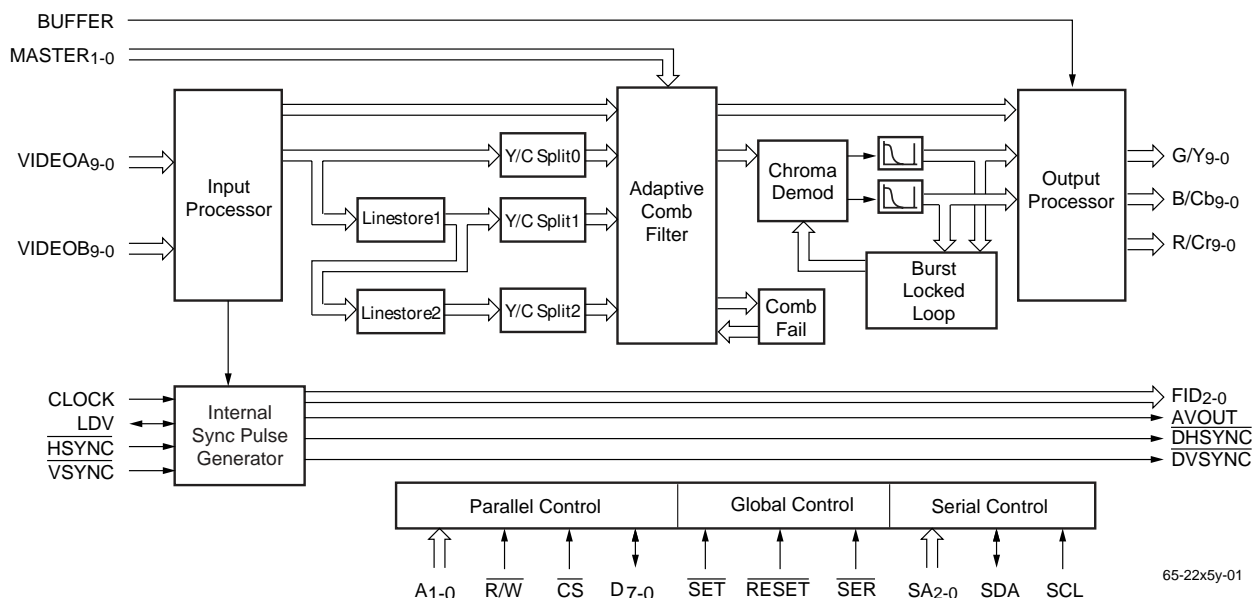 BUFFER
MASTER1-0
VIDEOA9-0
VIDEOB9-0
Input
Processor
Linestore1
Linestore2
Y/C Split0
Y/C Split1
Y/C Split2
Adaptive
Comb
Filter
Chroma
Demod
Comb
Fail
Burst
Locked
Loop
Output
Processor
G/Y9-0
B/Cb9-0
R/Cr9-0
CLOCK
LDV
HSYNC
VSYNC
Internal
Sync Pulse
Generator
FID2-0
AVOUT
DHSYNC
DVSYNC
Parallel Control
Global Control
Serial Control
A1-0
R/W
CS
D7-0
SET
RESET
SER
SA2-0
SDA
SCL
65-22x5y-01